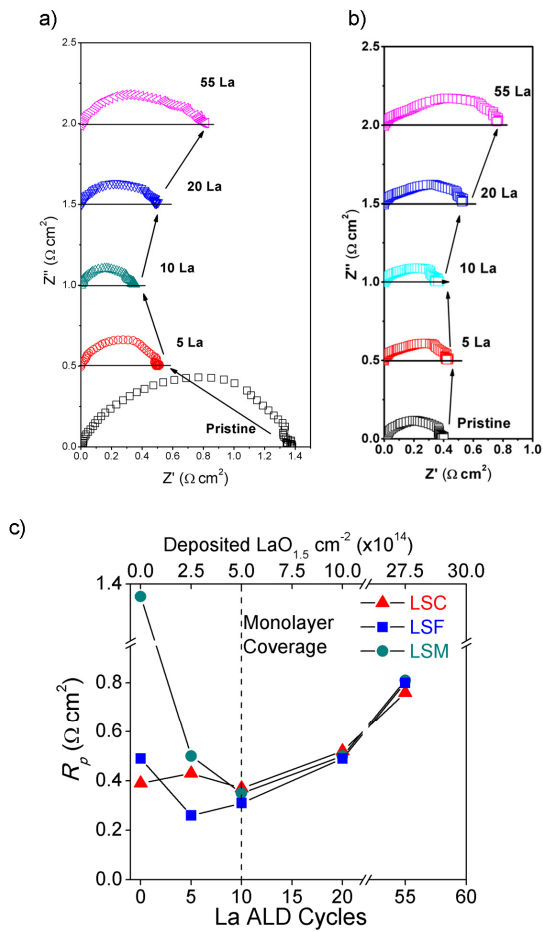 a)
2.5
2.0
1.5
1.0
0.5
0.0
55 La
20 La
10 La
5 La
Pristine
Z'' (Ω cm²)
0.0 0.2 0.4 0.6 0.8 1.0 1.2 1.4
Z' (Ω cm²)
b)
2.5
2.0
1.5
1.0
0.5
0.0
55 La
20 La
10 La
5 La
Pristine
Z'' (Ω cm²)
0.0 0.2 0.4 0.6 0.8 1.0
Z' (Ω cm²)
c)
Deposited LaO1.5 cm-2 (x10¹⁴)
0.0 2.5 5.0 7.5 10.0 27.5 30.0
1.4
0.8
0.6
0.4
0.2
0.0
Rp (Ω cm²)
Monolayer
Coverage
LSC
LSF
LSM
0 5 10 15 20 55 60
La ALD Cycles